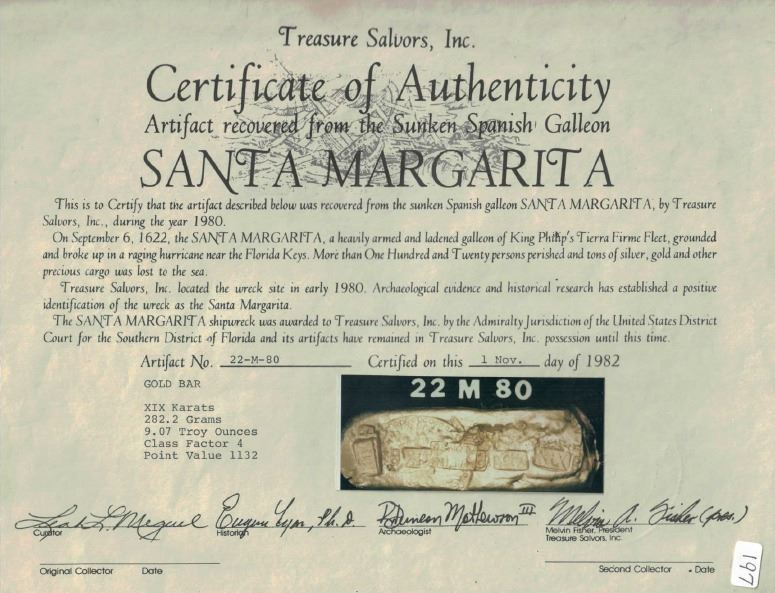 Treasure Salvors, Inc.
Certificate of Authenticity
Artifact recovered from the Sunken Spanish Galleon
SANTA MARGARITA
This is to Certify that the artifact described below was recovered from the sunken Spanish galleon SANTA MARGARITA, by Treasure
Salvors, Inc., during the year 1980.
On September 6, 1622, the SANTA MARGARITA, a heavily armed and ladened galleon of King Philip's Tierra Firme Fleet, grounded
and broke up in a raging hurricane near the Florida Keys. More than One Hundred and Twenty persons perished and tons of silver, gold and other
precious cargo was lost to the sea.
Treasure Salvors, Inc. located the wreck site in early 1980. Archaeological evidence and historical research has established a positive
identification of the wreck as the Santa Margarita.
The SANTA MARGARITA shipwreck was awarded to Treasure Salvors, Inc. by the Admiralty Jurisdiction of the United States District
Court for the Southern District of Florida and its artifacts have remained in Treasure Salvors, Inc. possession until this time.
Artifact No. 22-M-80 Certified on this 1 Nov. day of 1982
GOLD BAR
22 M 80
XIX Karats
282.2 Grams
9.07 Troy Ounces
Class Factor 4
Point Value 1132
Eugene Lyon, Ph.D. R Duncan Mathewson III Melvin A. Fisher (pres.)
Curator Historian Archaeologist Melvin Fisher, President
Treasure Salvors, Inc.
Original Collector Date Second Collector - Date
197